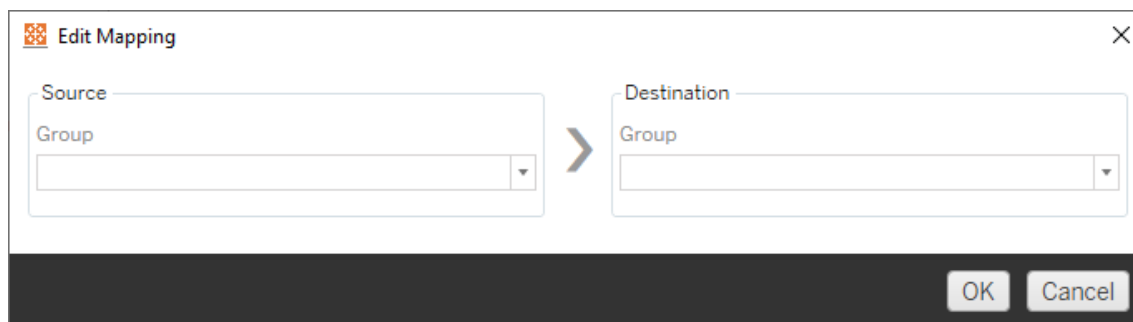 Edit Mapping
Source
Destination
Group
Group
OK
Cancel